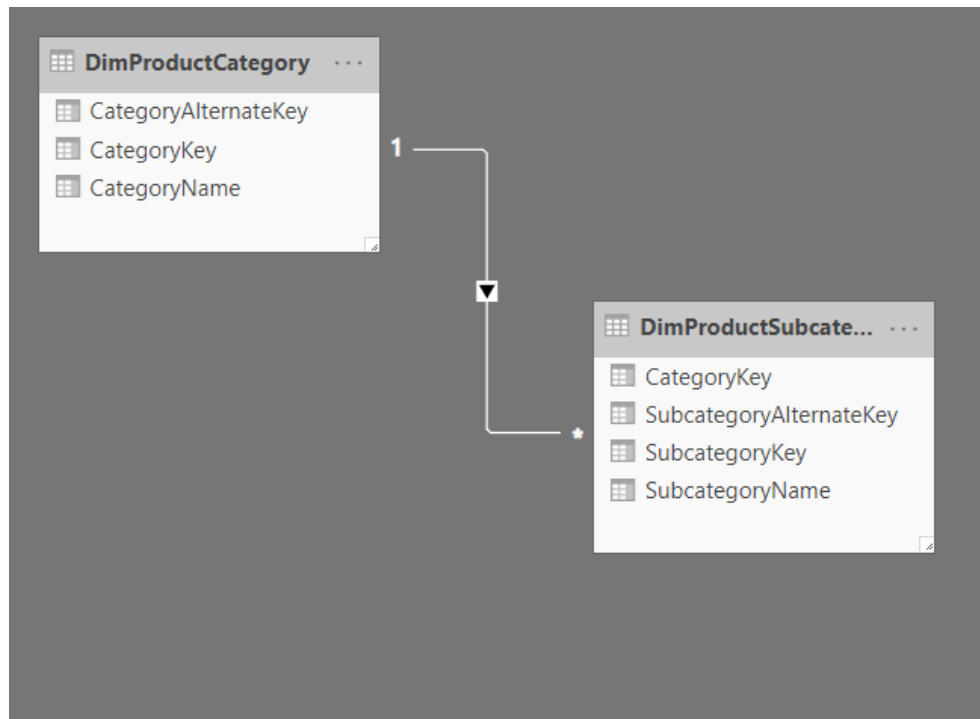 DimProductCategory ...
CategoryAlternateKey
CategoryKey
CategoryName
1
*
DimProductSubcate... ...
CategoryKey
SubcategoryAlternateKey
SubcategoryKey
SubcategoryName